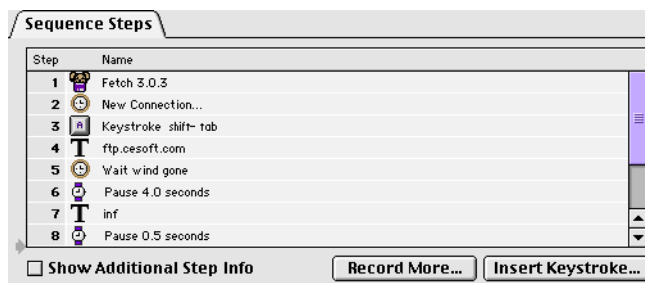 Sequence Steps
Step Name
1 Fetch 3.0.3
2 New Connection...
3 A Keystroke shift-tab
4 T ftp.cesoft.com
5 Wait wind gone
6 Pause 4.0 seconds
7 T inf
8 Pause 0.5 seconds
Show Additional Step Info Record More... Insert Keystroke...